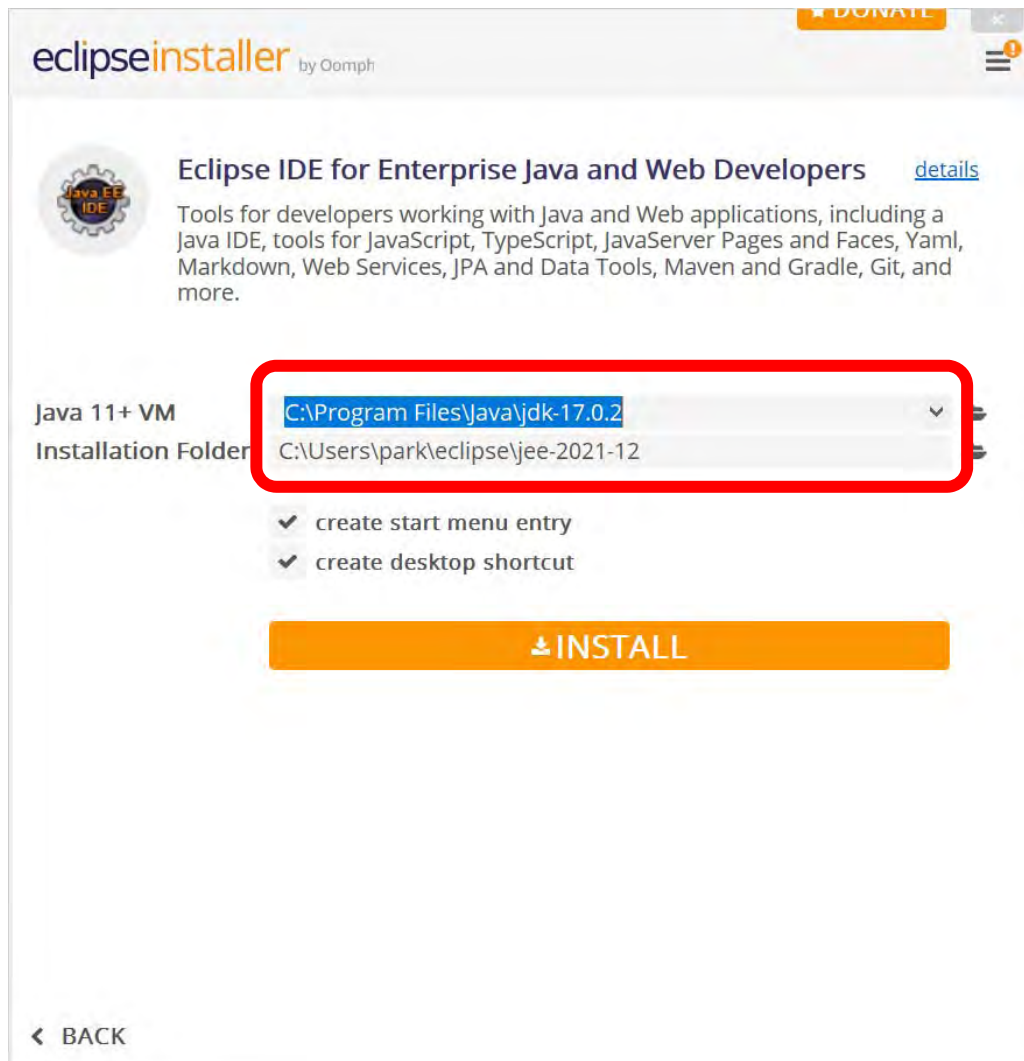 DONATE
eclipseinstaller by Oomph
Java EE
IDE
Eclipse IDE for Enterprise Java and Web Developers details
Tools for developers working with Java and Web applications, including a
Java IDE, tools for JavaScript, TypeScript, JavaServer Pages and Faces, Yaml,
Markdown, Web Services, JPA and Data Tools, Maven and Gradle, Git, and
more.
Java 11+ VM C:\Program Files\Java\jdk-17.0.2
Installation Folder C:\Users\park\eclipse\jee-2021-12
create start menu entry
create desktop shortcut
INSTALL
BACK